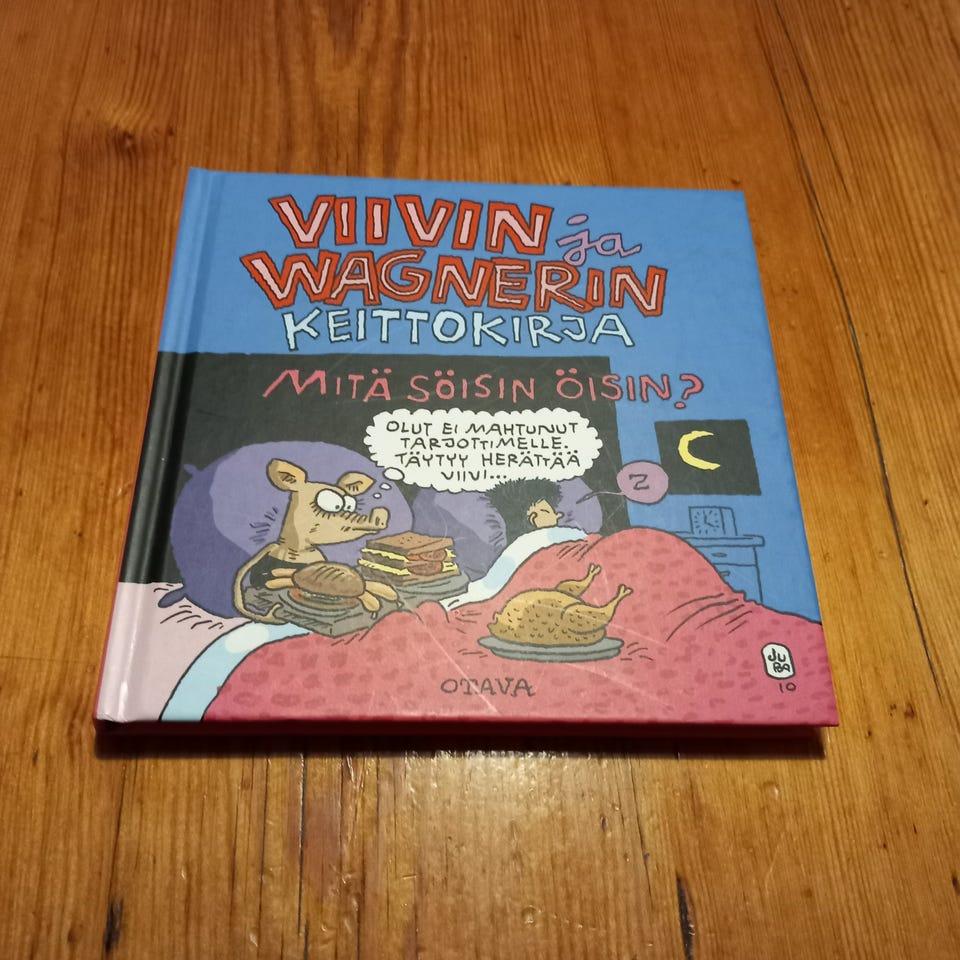 VIIVIN ja
WAGNERIN
KEITTOKIRJA
MITÄ SÖISIN ÖISIN?
OLUT EI MAHTUNUT
TARJOTTIMELLE.
TÄYTYY HERÄTTÄÄ
VIIVI...
Z
JUBA
10
OTAVA